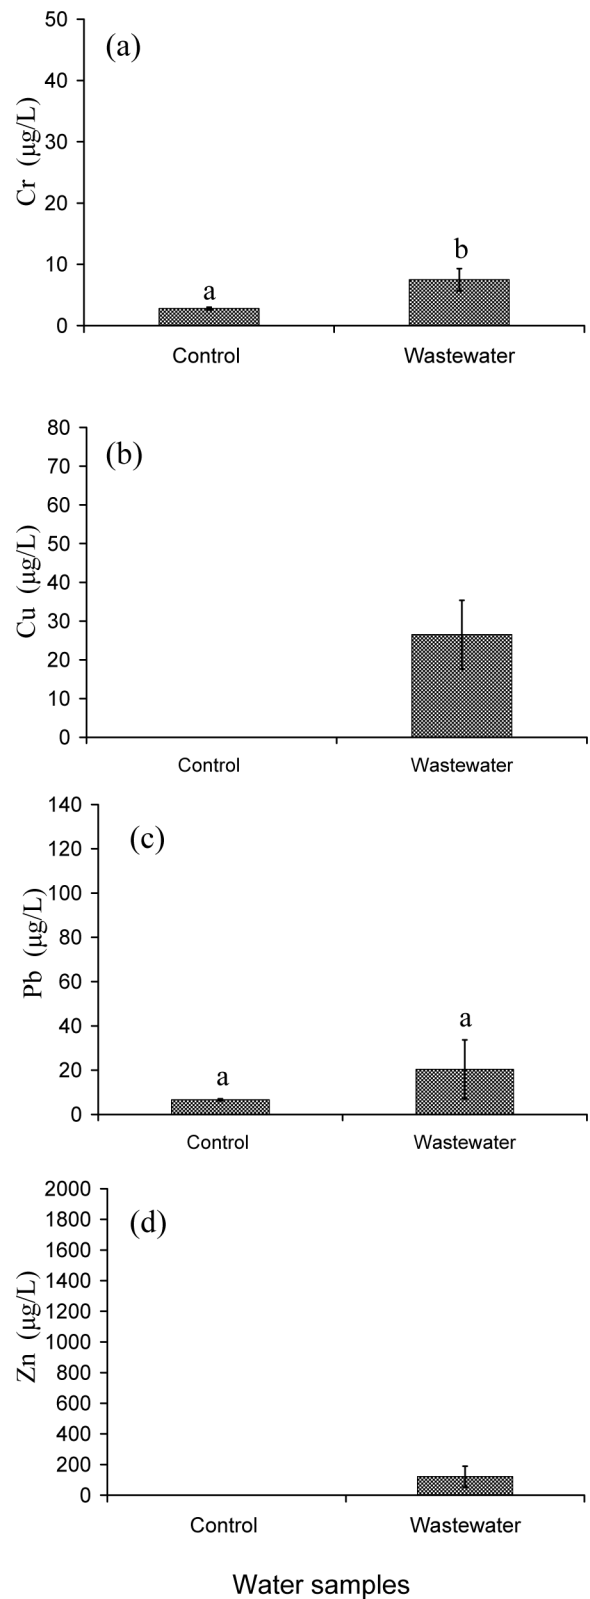 (a)
Cr (µg/L)
50
40
30
20
10
0
a
b
Control Wastewater
(b)
Cu (µg/L)
80
70
60
50
40
30
20
10
0
Control Wastewater
(c)
Pb (µg/L)
140
120
100
80
60
40
20
0
a
a
Control Wastewater
(d)
Zn (µg/L)
2000
1800
1600
1400
1200
1000
800
600
400
200
0
Control Wastewater
Water samples